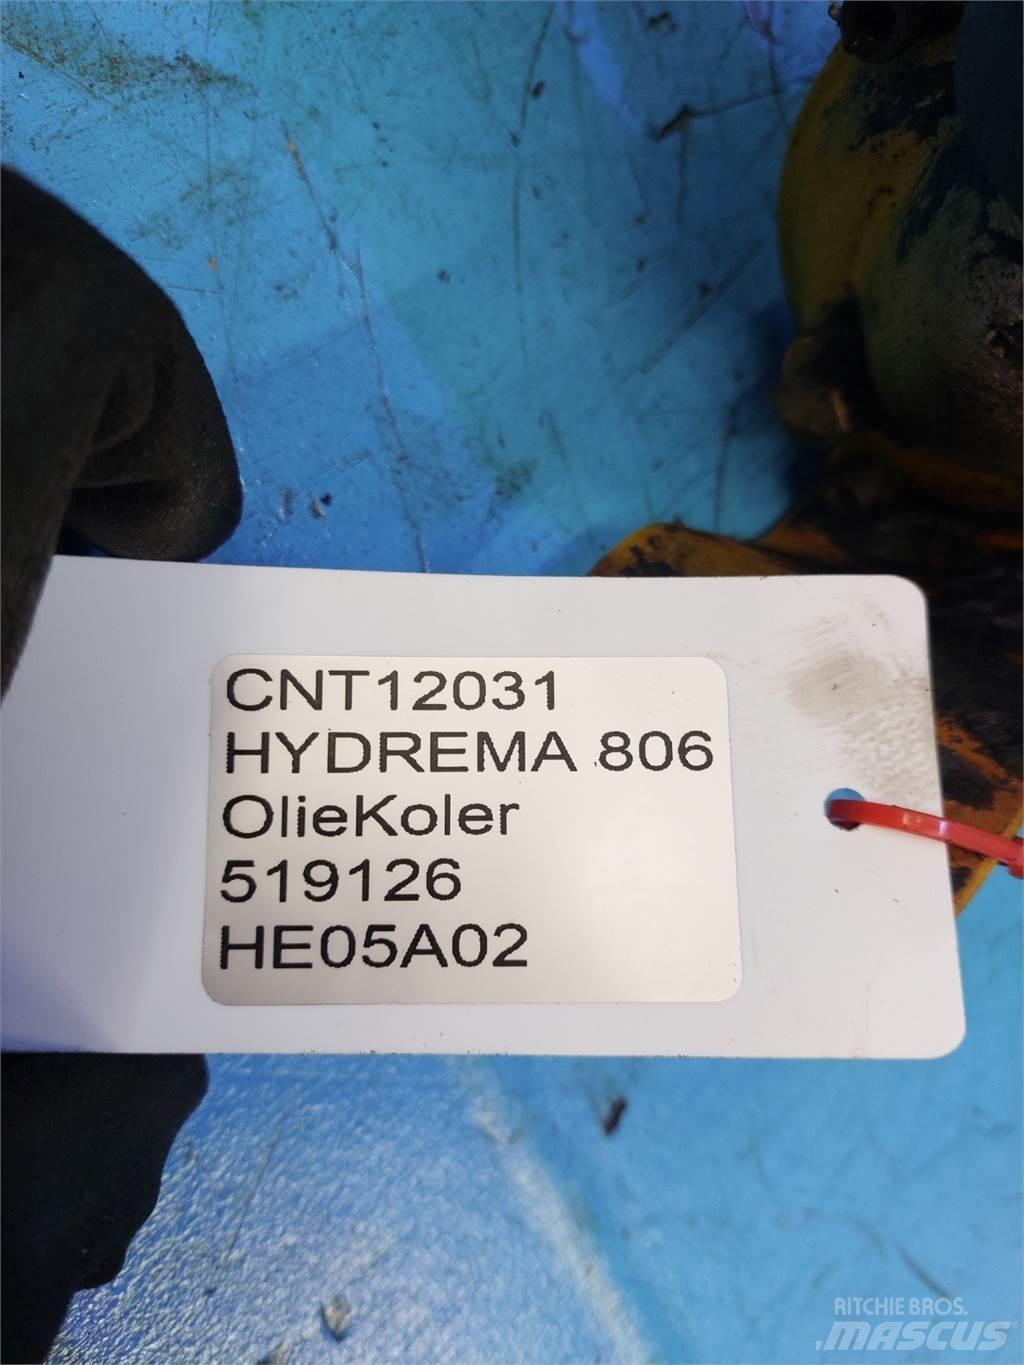 CNT12031
HYDREMA 806
OlieKoler
519126
HE05A02
RITCHIE BROS.
MASCUS